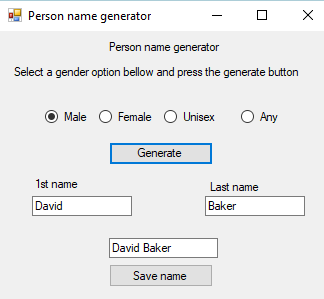 Person name generator
Person name generator
Select a gender option bellow and press the generate button
Male Female Unisex Any
Generate
1st name Last name
David Baker
David Baker
Save name